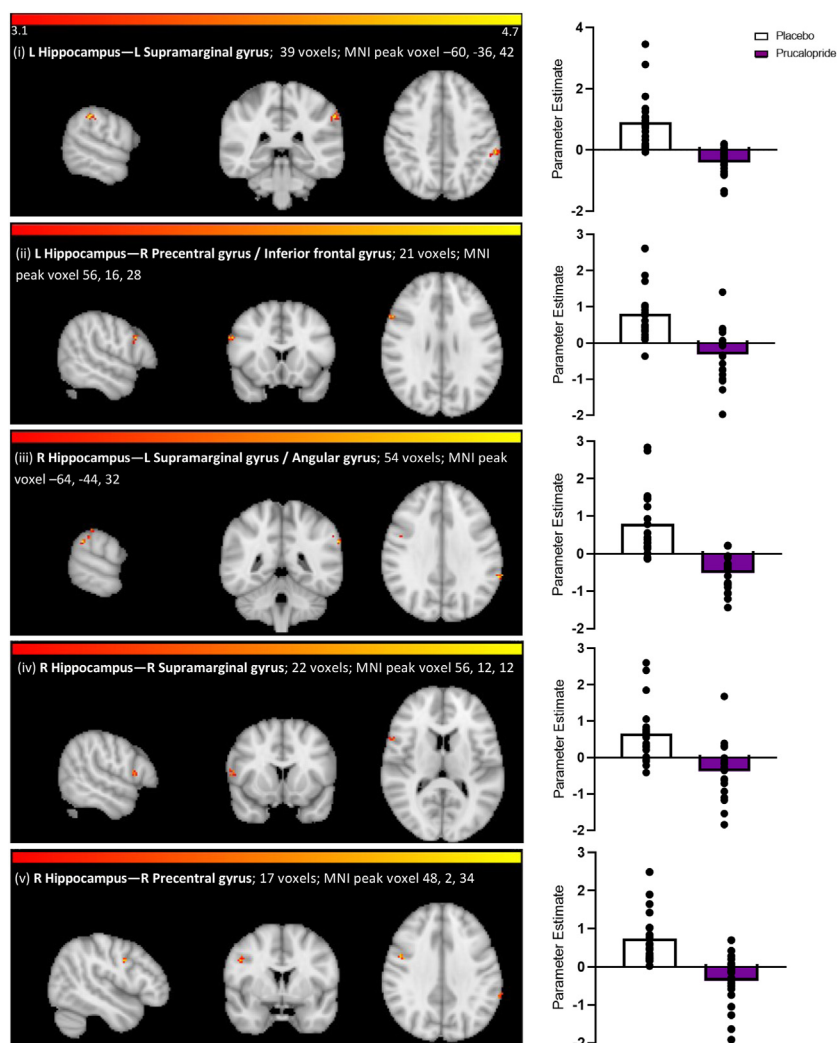 3.1 4.7
(i) L Hippocampus—L Supramarginal gyrus; 39 voxels; MNI peak voxel –60, -36, 42
Parameter Estimate
4
2
0
-2
Placebo
Prucalopride
(ii) L Hippocampus—R Precentral gyrus / Inferior frontal gyrus; 21 voxels; MNI
peak voxel 56, 16, 28
Parameter Estimate
3
2
1
0
-1
-2
(iii) R Hippocampus—L Supramarginal gyrus / Angular gyrus; 54 voxels; MNI peak
voxel –64, -44, 32
Parameter Estimate
3
2
1
0
-1
-2
(iv) R Hippocampus—R Supramarginal gyrus; 22 voxels; MNI peak voxel 56, 12, 12
Parameter Estimate
3
2
1
0
-1
-2
(v) R Hippocampus—R Precentral gyrus; 17 voxels; MNI peak voxel 48, 2, 34
Parameter Estimate
3
2
1
0
-1
-2